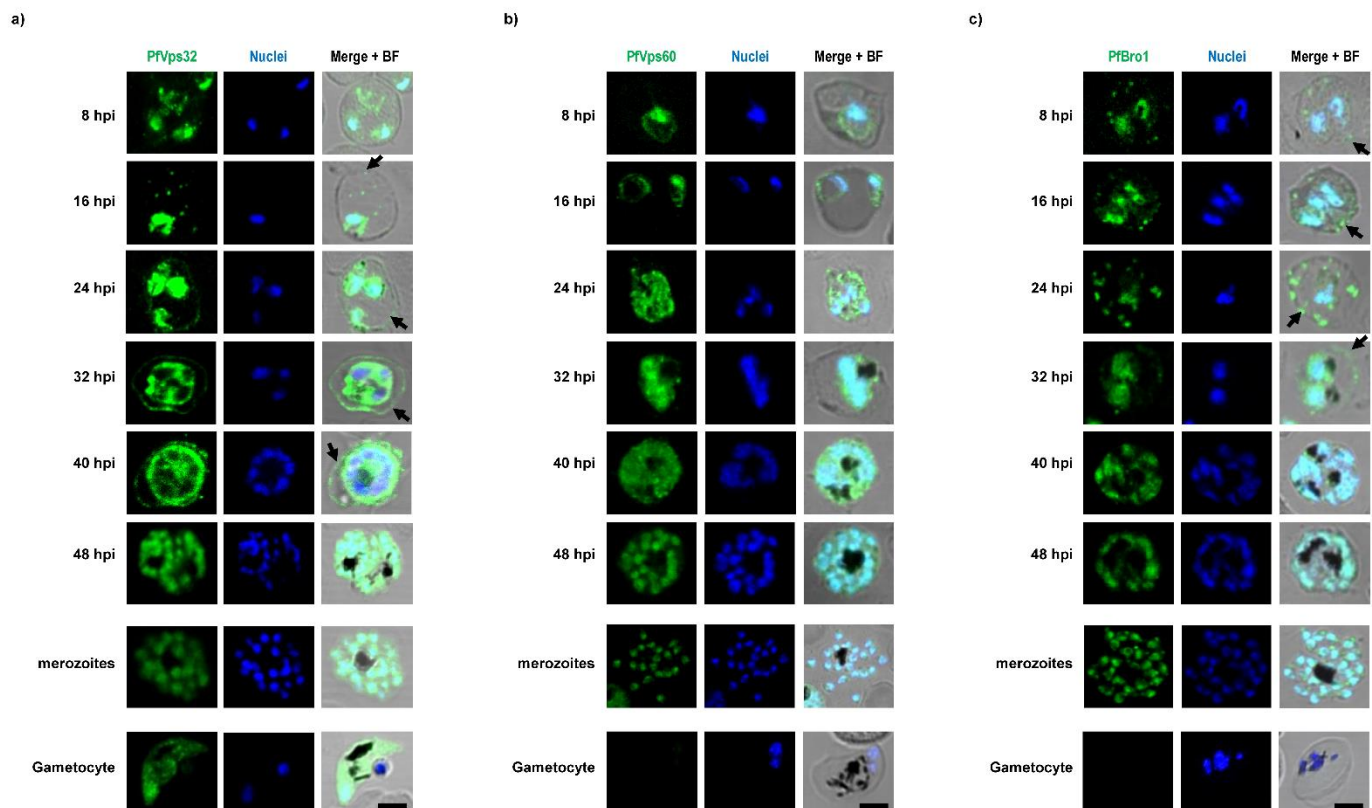 a)
PfVps32 Nuclei Merge + BF
8 hpi
16 hpi
24 hpi
32 hpi
40 hpi
48 hpi
merozoites
Gametocyte
b)
PfVps60 Nuclei Merge + BF
8 hpi
16 hpi
24 hpi
32 hpi
40 hpi
48 hpi
merozoites
Gametocyte
c)
PfBro1 Nuclei Merge + BF
8 hpi
16 hpi
24 hpi
32 hpi
40 hpi
48 hpi
merozoites
Gametocyte